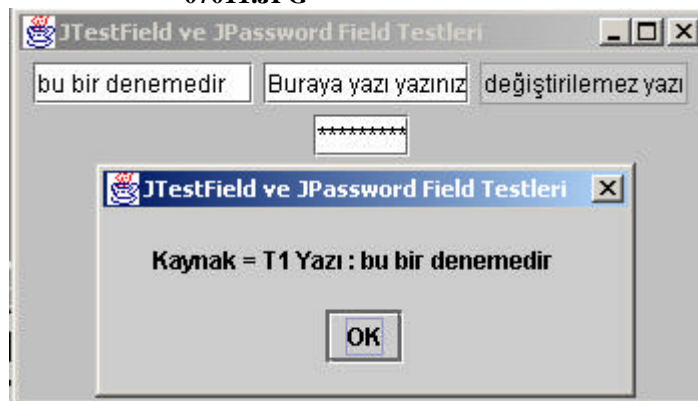 JTestField ve JPassword Field Testleri
bu bir denemedir Buraya yazı yazınız değiştirilemez yazı
*********
JTestField ve JPassword Field Testleri
Kaynak = T1 Yazı : bu bir denemedir
OK